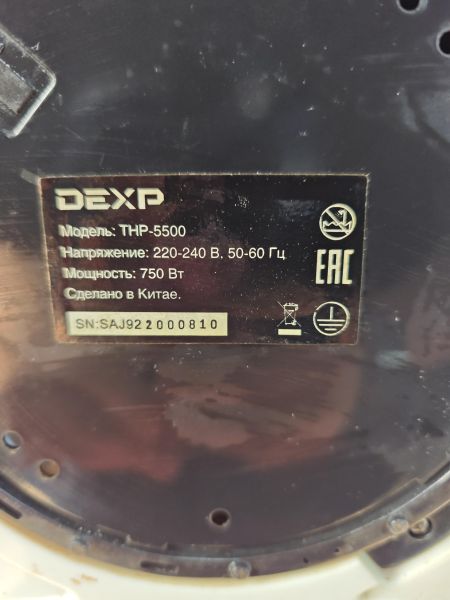 DEXP
Модель: THP-5500
Напряжение: 220-240 В, 50-60 Гц
Мощность: 750 Вт
Сделано в Китае.
SN:SAJ922000810
EAC